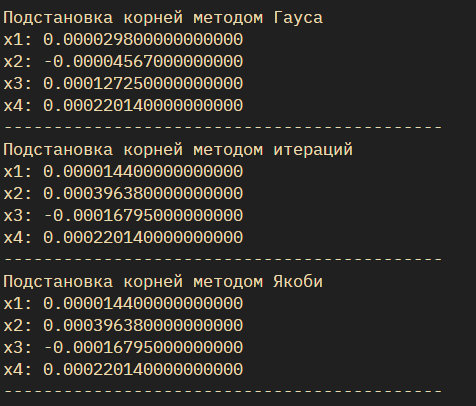 Подстановка корней методом Гауса
x1: 0.000029800000000000
x2: -0.00004567000000000
x3: 0.000127250000000000
x4: 0.000220140000000000
--------------------------------------------
Подстановка корней методом итераций
x1: 0.000014400000000000
x2: 0.000396380000000000
x3: -0.00016795000000000
x4: 0.000220140000000000
--------------------------------------------
Подстановка корней методом Якоби
x1: 0.000014400000000000
x2: 0.000396380000000000
x3: -0.00016795000000000
x4: 0.000220140000000000
--------------------------------------------